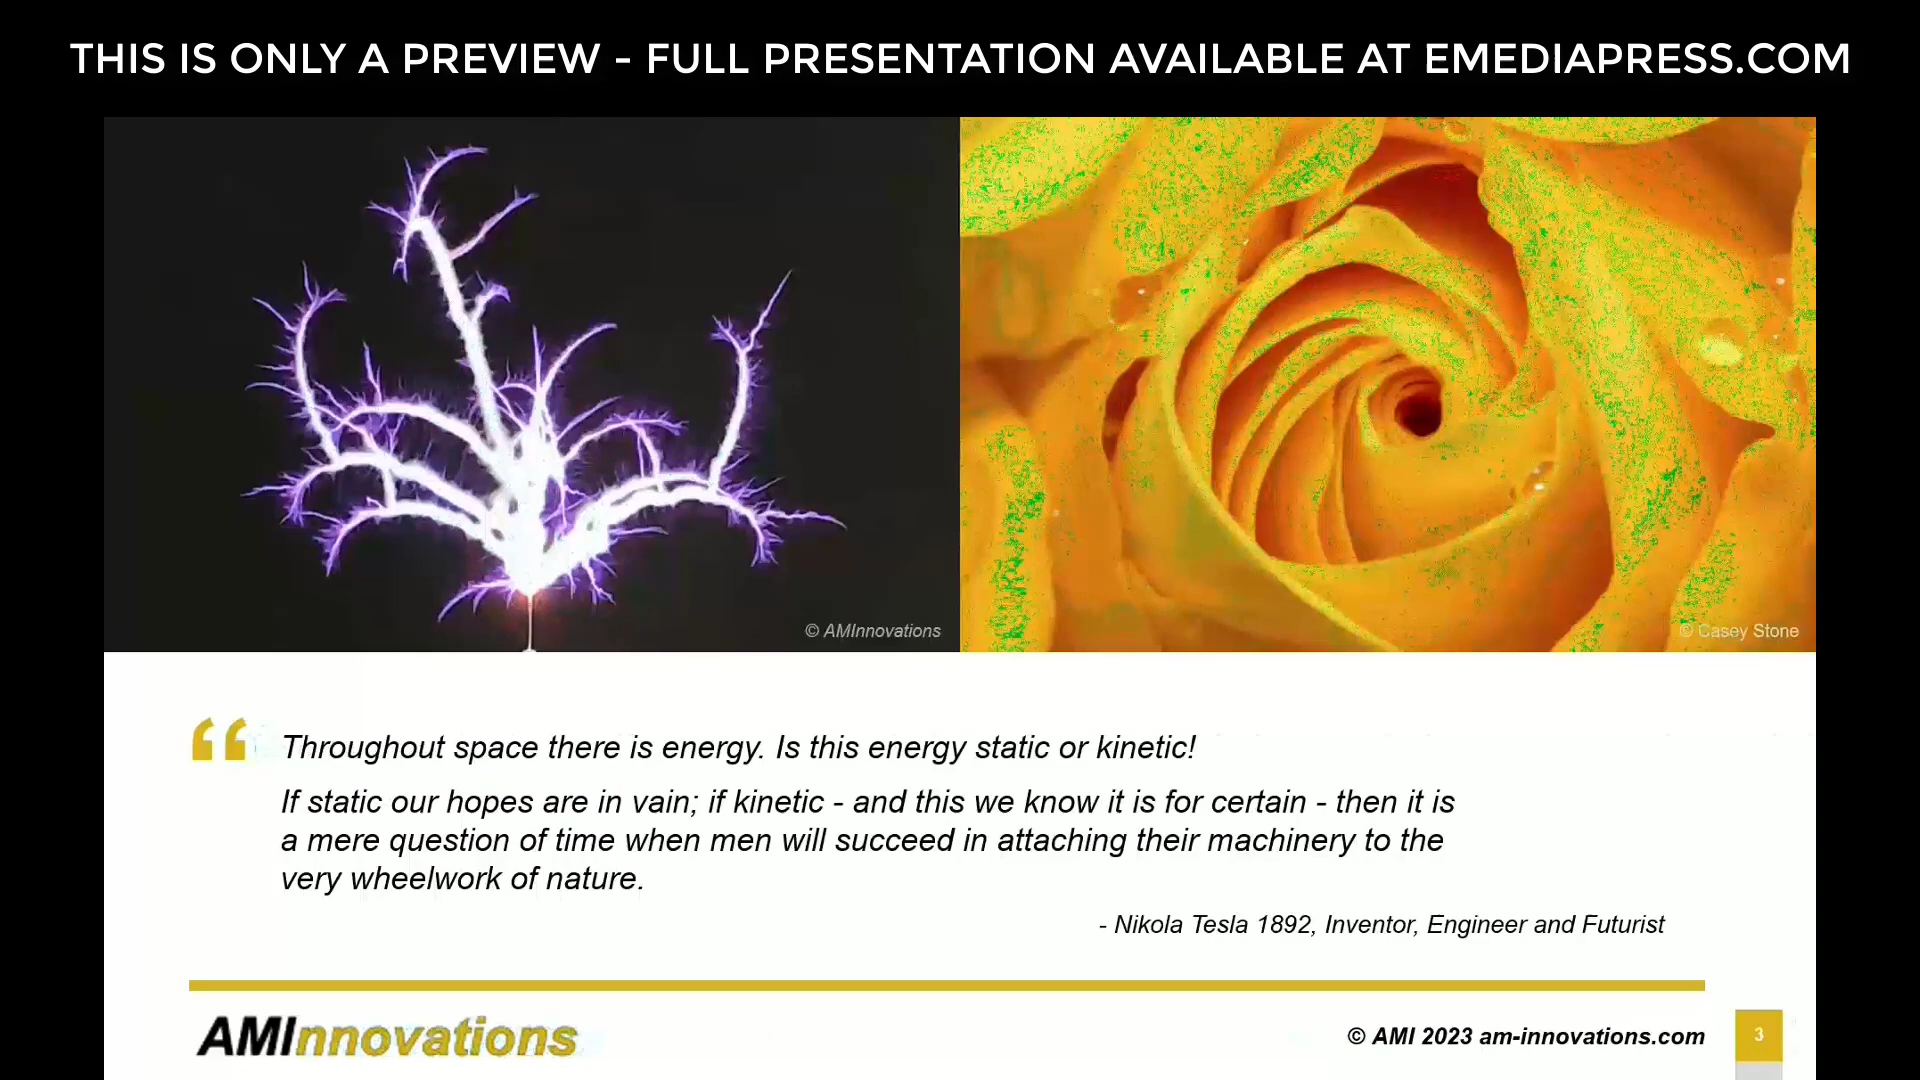 THIS IS ONLY A PREVIEW - FULL PRESENTATION AVAILABLE AT EMEDIAPRESS.COM
© AMInnovations
© Casey Stone
“ Throughout space there is energy. Is this energy static or kinetic!
If static our hopes are in vain; if kinetic - and this we know it is for certain - then it is
a mere question of time when men will succeed in attaching their machinery to the
very wheelwork of nature.
- Nikola Tesla 1892, Inventor, Engineer and Futurist
AMInnovations
© AMI 2023 am-innovations.com
3